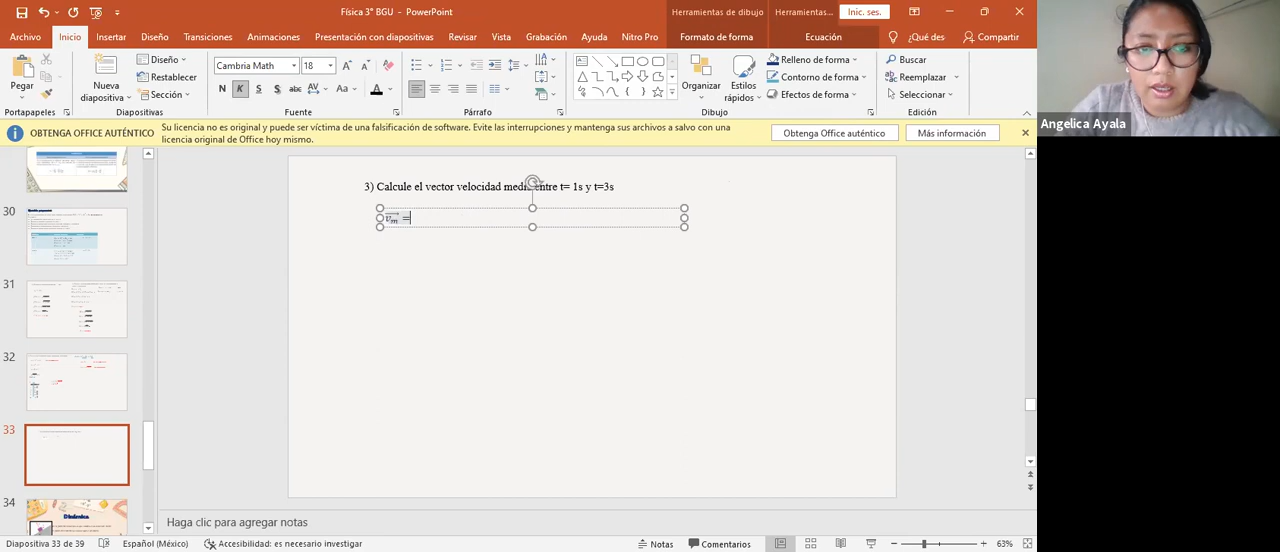 Física 3° BGU - PowerPoint
Herramientas de dibujo
Herramientas...
Inic. ses.
Archivo
Inicio
Insertar
Diseño
Transiciones
Animaciones
Presentación con diapositivas
Revisar
Vista
Grabación
Ayuda
Nitro Pro
Formato de forma
Ecuación
¿Qué des
Compartir
Pegar
Nueva diapositiva
Diseño
Restablecer
Sección
Cambria Math
18
N K S S ab AV
Aa
A
Organizar
Estilos rápidos
Relleno de forma
Contorno de forma
Efectos de forma
Buscar
Reemplazar
Seleccionar
Portapapeles
Diapositivas
Fuente
Párrafo
Dibujo
Edición
OBTENGA OFFICE AUTÉNTICO
Su licencia no es original y puede ser víctima de una falsificación de software. Evite las interrupciones y mantenga sus archivos a salvo con una
licencia original de Office hoy mismo.
Obtenga Office auténtico
Más información
Angelica Ayala
30
31
32
33
34
Dinámica
3) Calcule el vector velocidad media entre t= 1s y t=3s
vm =
Haga clic para agregar notas
Diapositiva 33 de 39
Español (México)
Accesibilidad: es necesario investigar
Notas
Comentarios
63%